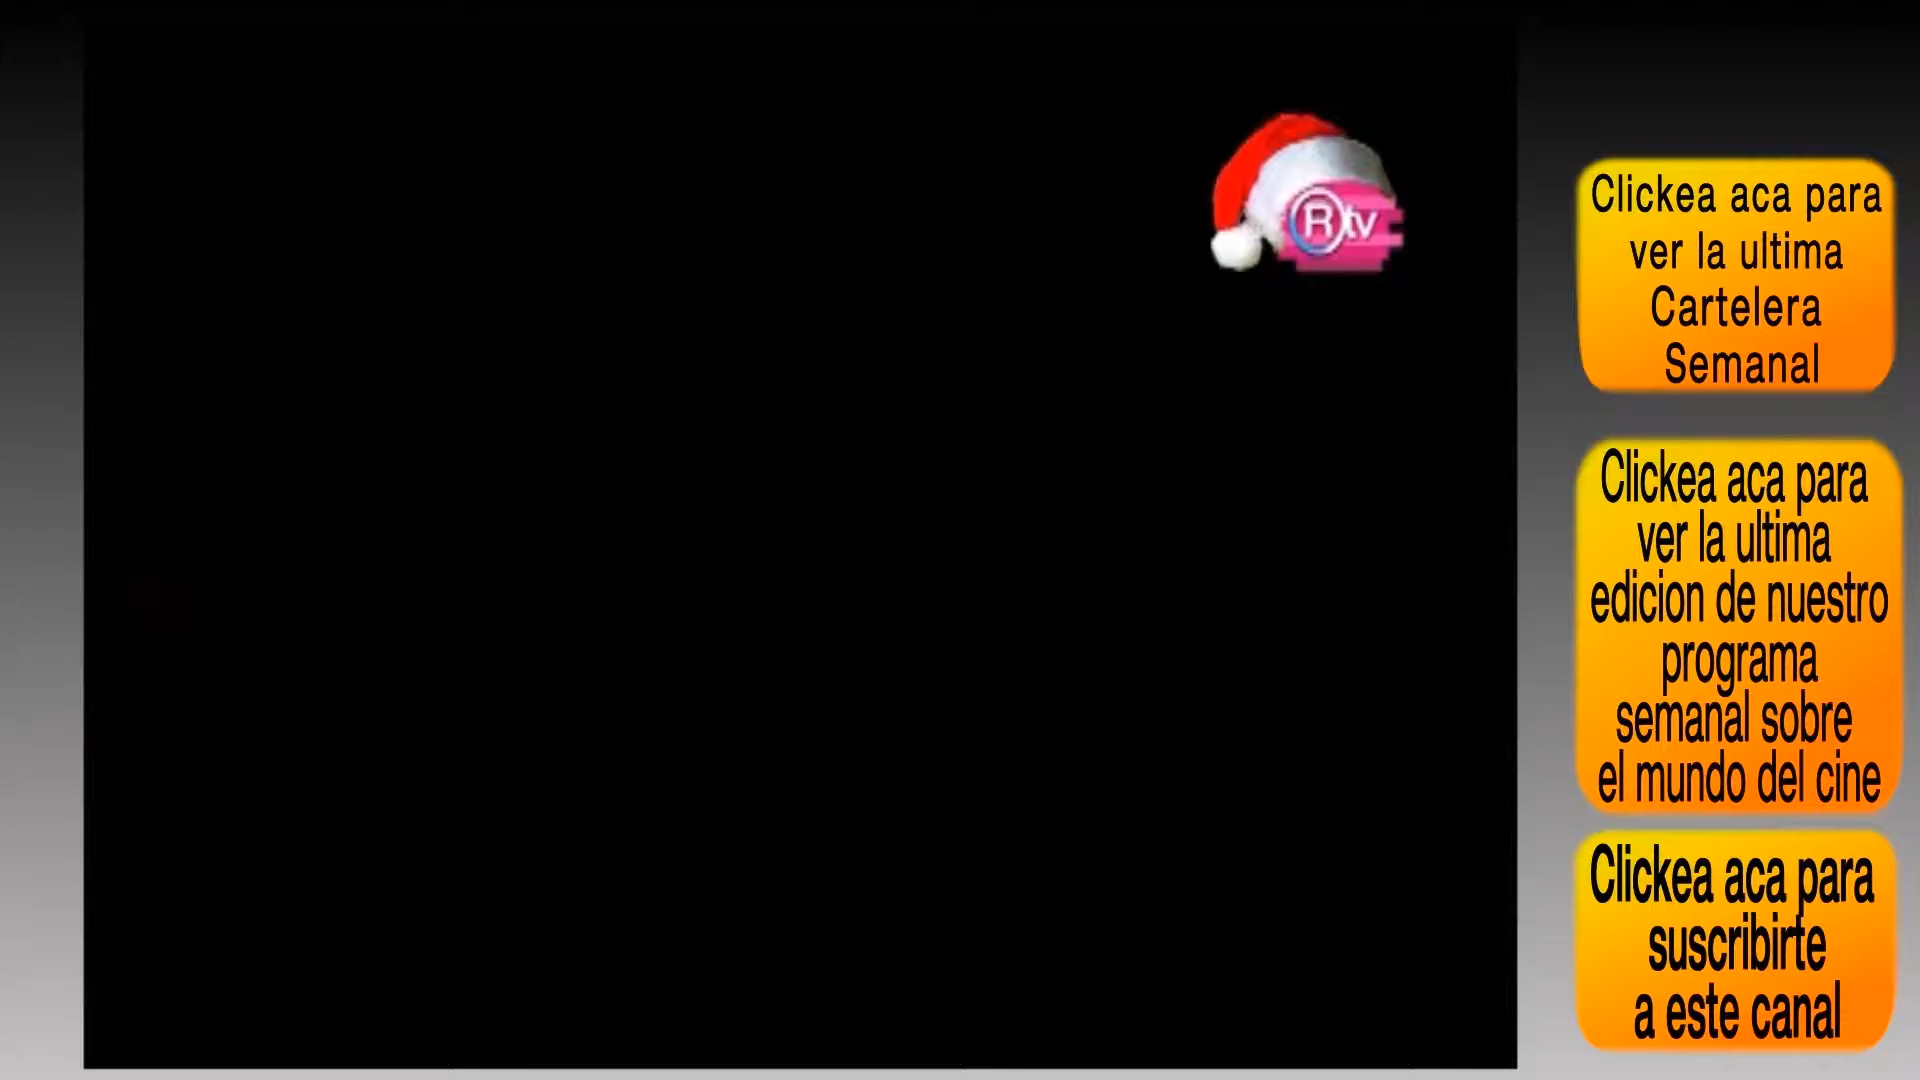 Rtv
Clickea aca para
ver la ultima
Cartelera
Semanal
Clickea aca para
ver la ultima
edicion de nuestro
programa
semanal sobre
el mundo del cine
Clickea aca para
suscribirte
a este canal